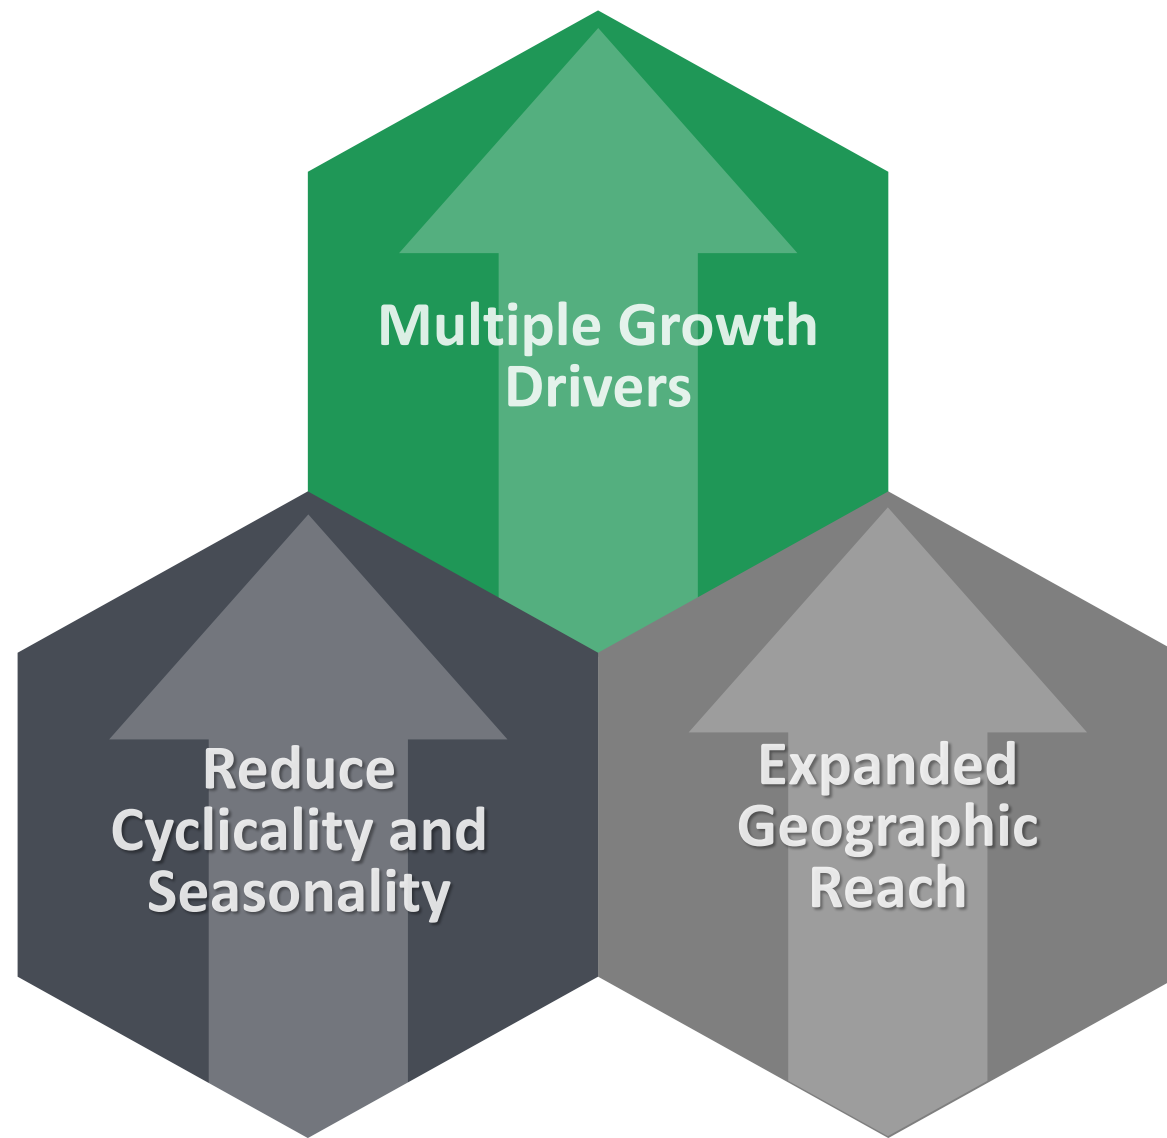 Multiple Growth
Drivers
Reduce
Cyclicality and
Seasonality
Expanded
Geographic
Reach